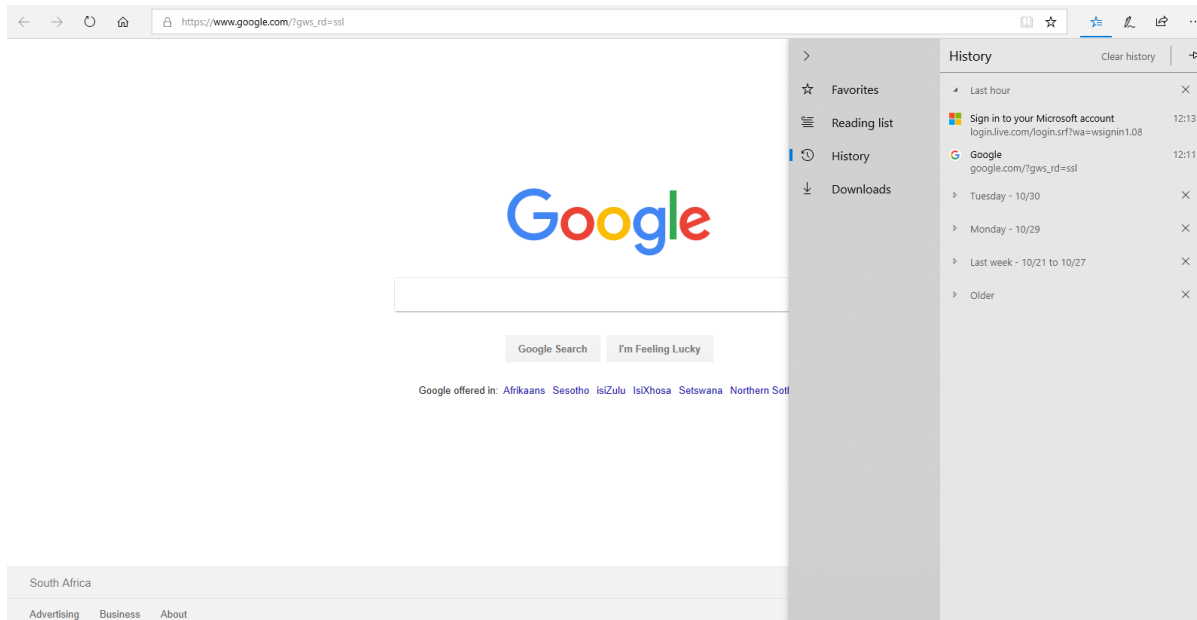 https://www.google.com/?gws_rd=ssl
Google
Google Search I'm Feeling Lucky
Google offered in: Afrikaans Sesotho isiZulu IsiXhosa Setswana Northern
South Africa
Advertising Business About
Favorites
Reading list
History
Downloads
History Clear history
Last hour
Sign in to your Microsoft account 12:13
login.live.com/login.srf?wa=wsignin1.08
Google 12:11
google.com/?gws_rd=ssl
Tuesday - 10/30
Monday - 10/29
Last week - 10/21 to 10/27
Older